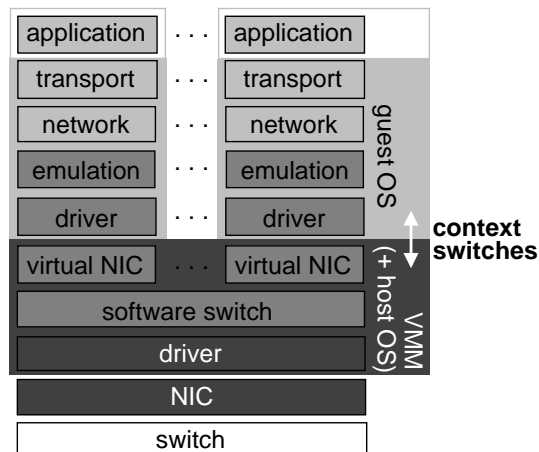 application . . . application
transport . . . transport
network . . . network
emulation . . . emulation
driver . . . driver
guest OS
context
switches
virtual NIC . . . virtual NIC
software switch
driver
VMM
(+ host OS)
NIC
switch